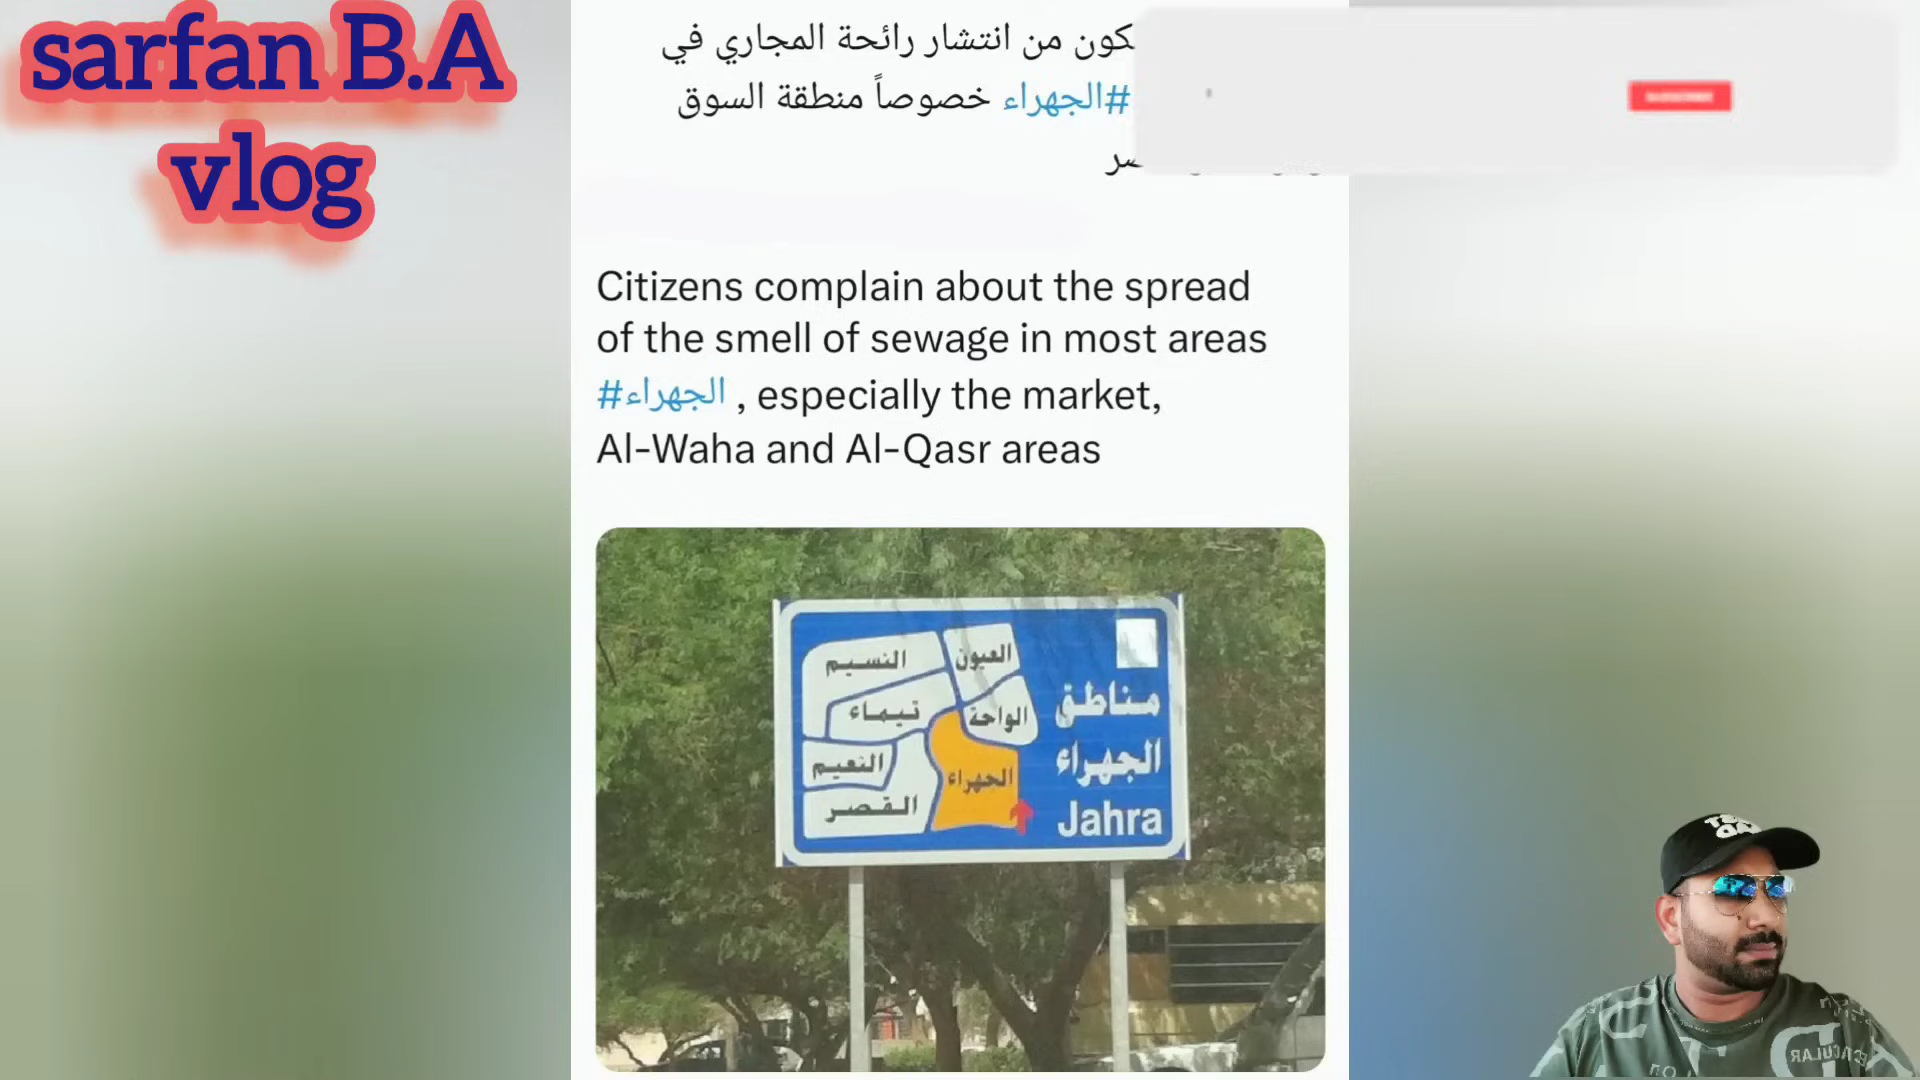 sarfan B.A
vlog
من انتشار رائحة المجاري في
#الجهراء خصوصاً منطقة السوق
Citizens complain about the spread
of the smell of sewage in most areas
#الجهراء , especially the market,
Al-Waha and Al-Qasr areas
العيون
النسيم
الواحة
تيماء
النعيم
الجهراء
القصر
مناطق
الجهراء
Jahra